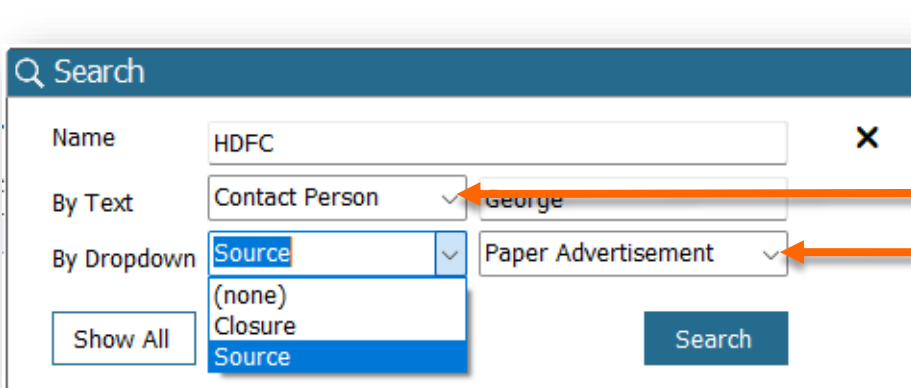 Search
Name HDFC
By Text Contact Person George
By Dropdown Source Paper Advertisement
(none)
Closure
Source
Show All Search